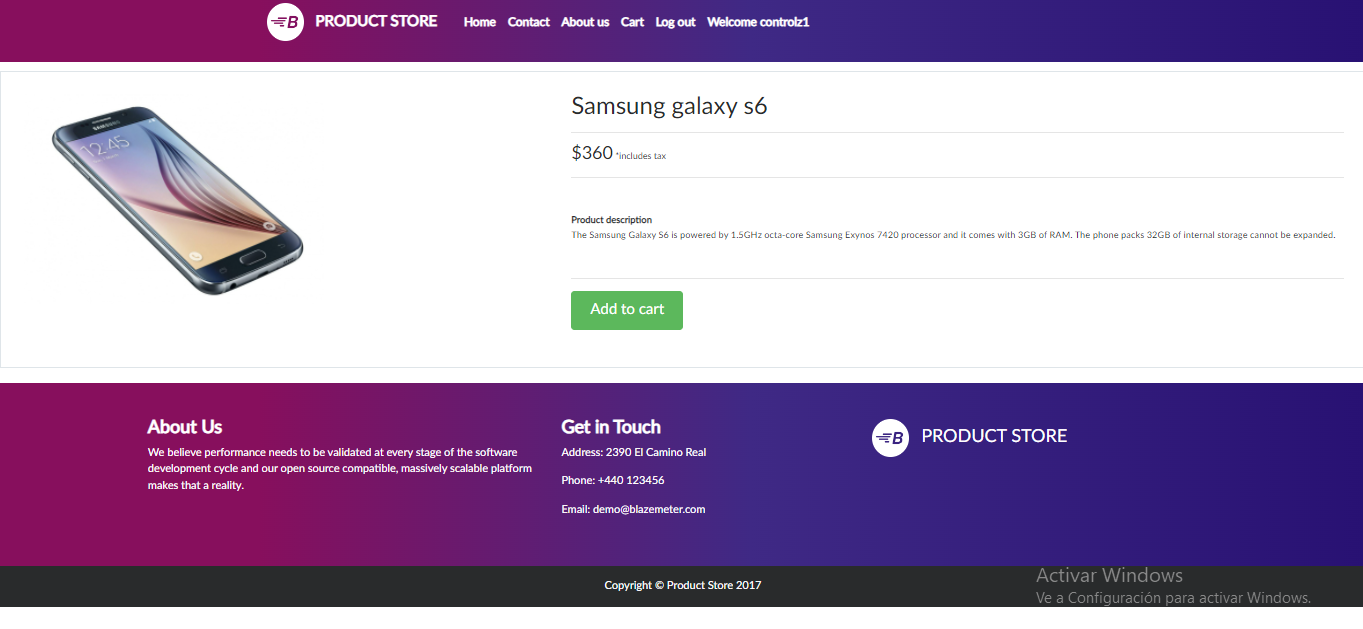 B PRODUCT STORE Home Contact About us Cart Log out Welcome controlz1
SAMSUNG
12:45
Samsung galaxy s6
$360 *includes tax
Product description
The Samsung Galaxy S6 is powered by 1.5GHz octa-core Samsung Exynos 7420 processor and it comes with 3GB of RAM. The phone packs 32GB of internal storage cannot be expanded.
Add to cart
About Us
We believe performance needs to be validated at every stage of the software
development cycle and our open source compatible, massively scalable platform
makes that a reality.
Get in Touch
Address: 2390 El Camino Real
Phone: +440 123456
Email: demo@blazemeter.com
B PRODUCT STORE
Copyright © Product Store 2017
Activar Windows
Ve a Configuración para activar Windows.